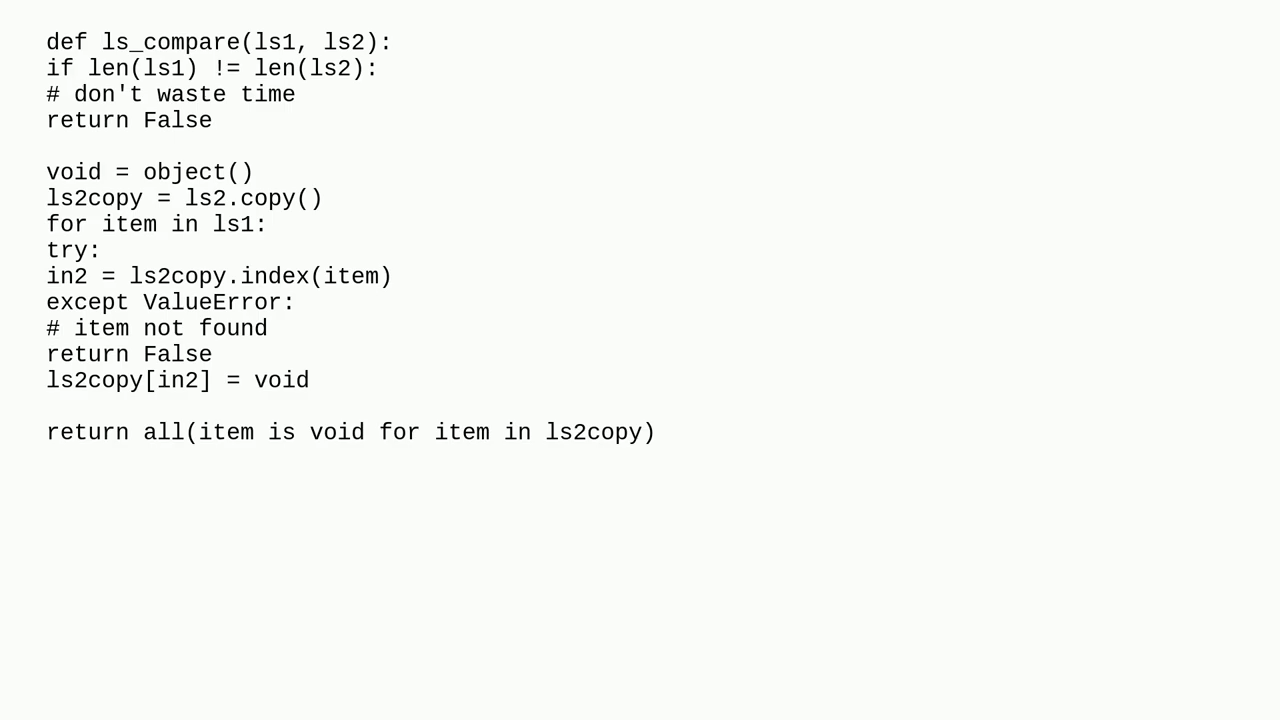 def ls_compare(ls1, ls2):
if len(ls1) != len(ls2):
# don't waste time
return False

void = object()
ls2copy = ls2.copy()
for item in ls1:
try:
in2 = ls2copy.index(item)
except ValueError:
# item not found
return False
ls2copy[in2] = void

return all(item is void for item in ls2copy)